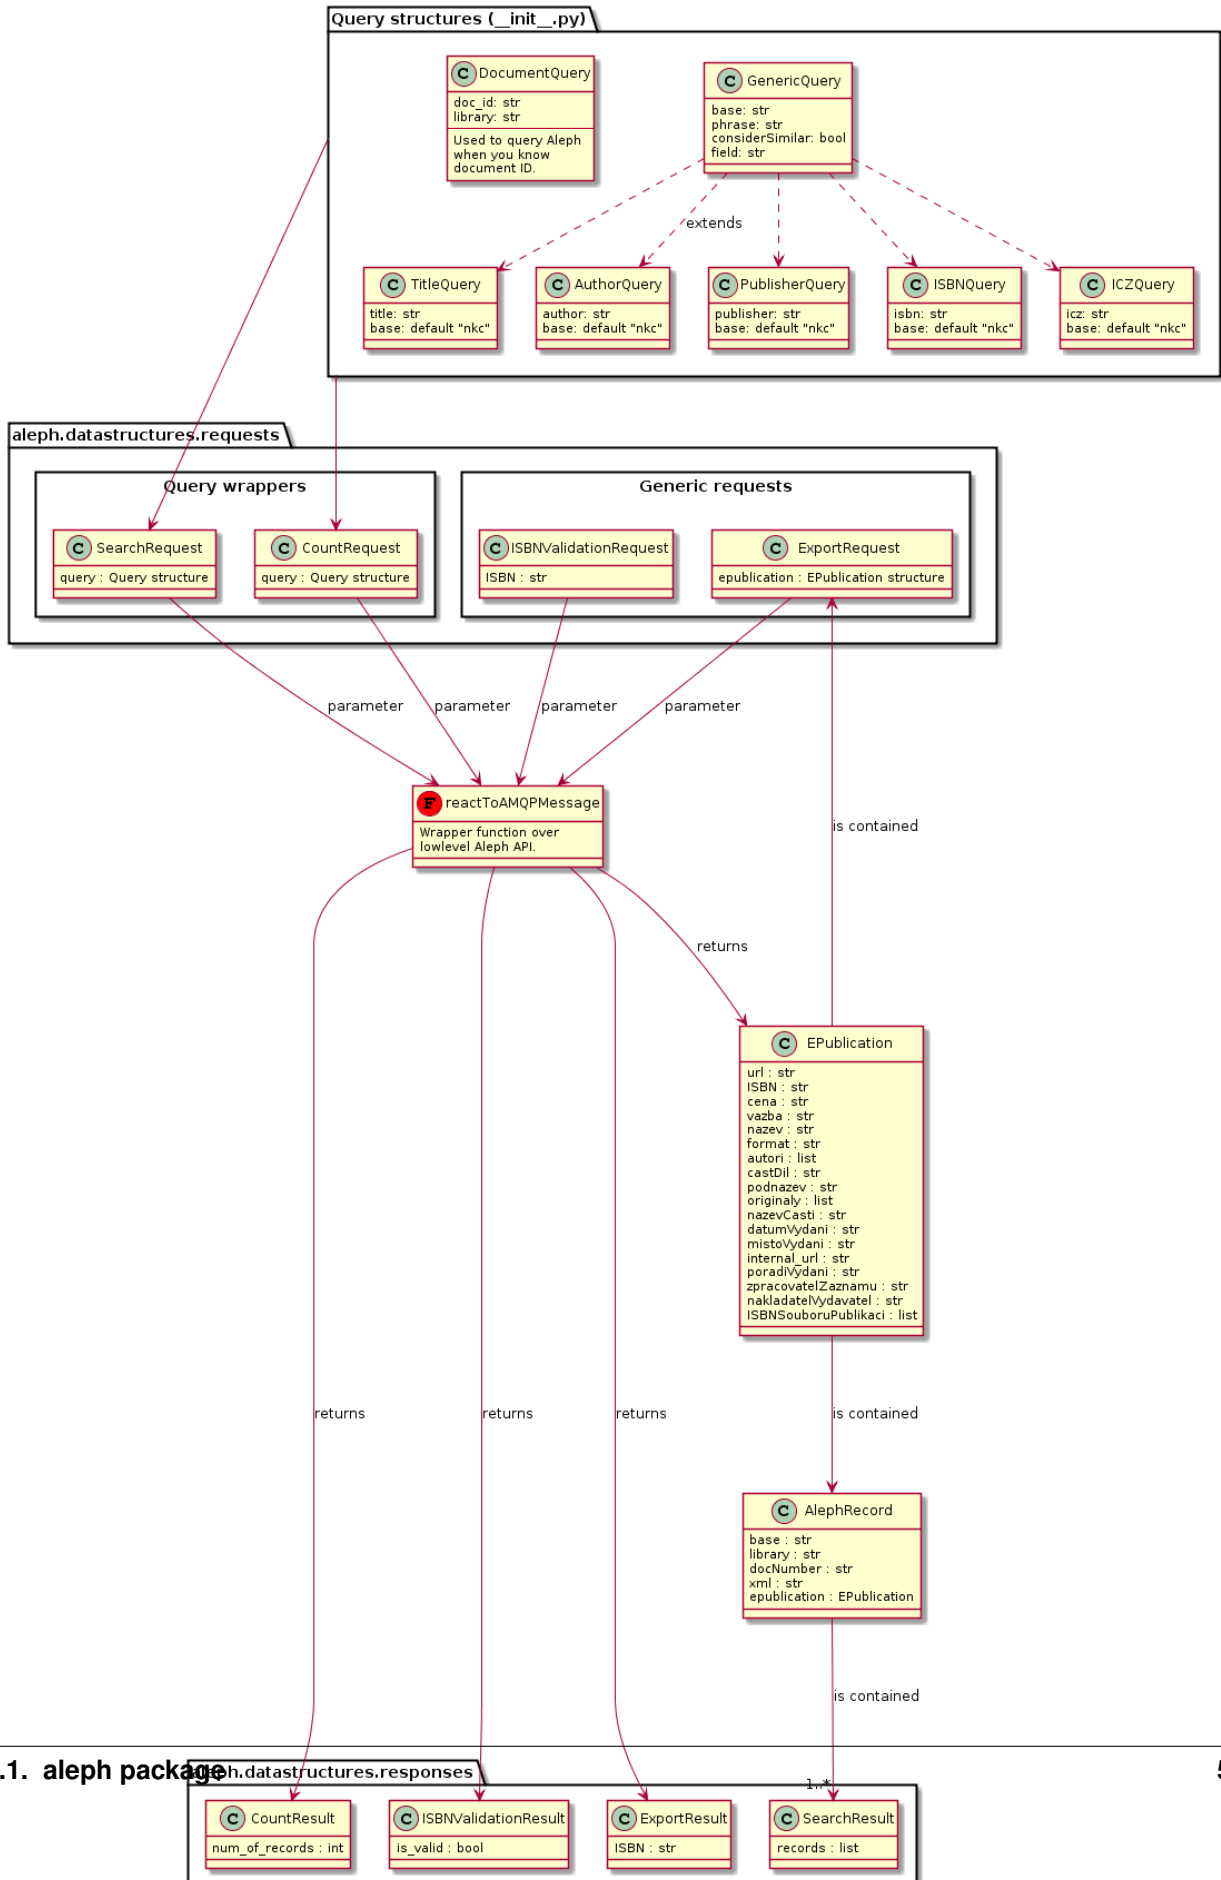 Query structures (__init__.py)
C DocumentQuery
doc_id: str
library: str
Used to query Aleph
when you know
document ID.
C GenericQuery
base: str
phrase: str
considerSimilar: bool
field: str
extends
C TitleQuery
title: str
base: default "nkc"
C AuthorQuery
author: str
base: default "nkc"
C PublisherQuery
publisher: str
base: default "nkc"
C ISBNQuery
isbn: str
base: default "nkc"
C ICZQuery
icz: str
base: default "nkc"
aleph.datastructures.requests
Query wrappers
C SearchRequest
query : Query structure
C CountRequest
query : Query structure
Generic requests
C ISBNValidationRequest
ISBN : str
C ExportRequest
epublication : EPublication structure
parameter
parameter
parameter
parameter
F reactToAMQPMessage
Wrapper function over
lowlevel Aleph API.
is contained
returns
C EPublication
url : str
ISBN : str
cena : str
vazba : str
nazev : str
format : str
autori : list
castDil : str
podnazev : str
originaly : list
nazevCasti : str
datumVydani : str
mistoVydani : str
internal_url : str
poradiVydani : str
zpracovatelZaznamu : str
nakladatelVydavatel : str
ISBNSouboruPublikaci : list
returns
returns
returns
is contained
C AlephRecord
base : str
library : str
docNumber : str
xml : str
epublication : EPublication
is contained
.1. aleph package
5
aleph.datastructures.responses
1..*
C CountResult
num_of_records : int
C ISBNValidationResult
is_valid : bool
C ExportResult
ISBN : str
C SearchResult
records : list